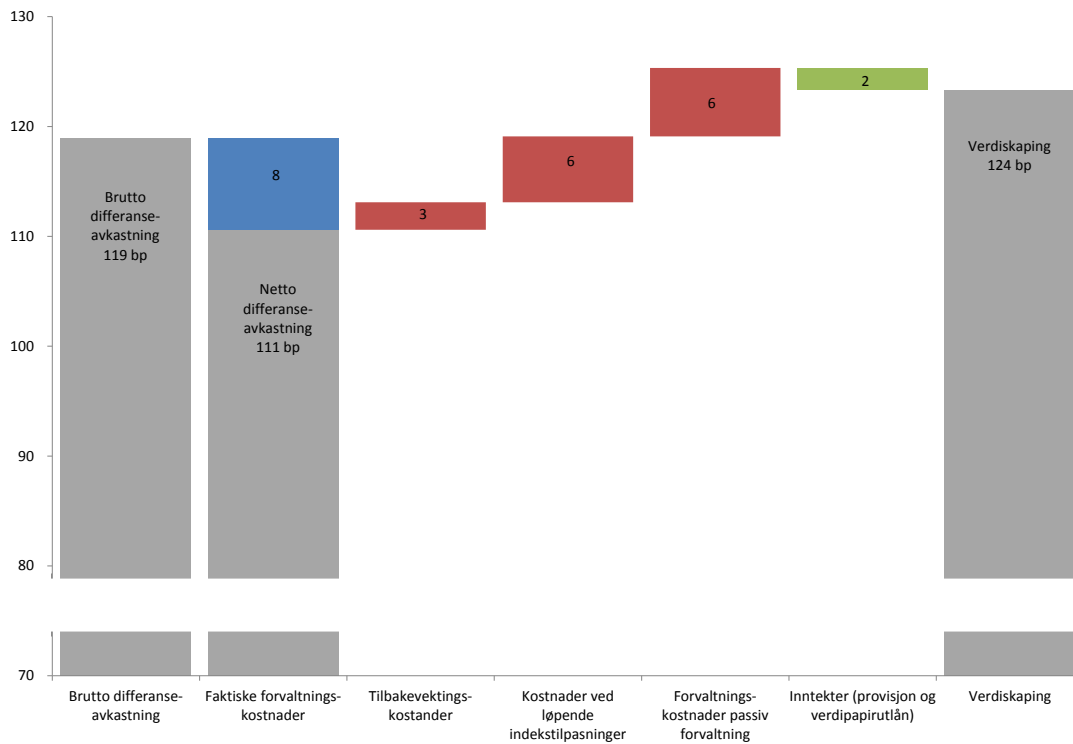 130
120
110
100
90
80
70
Brutto
differanse-
avkastning
119 bp
8
Netto
differanse-
avkastning
111 bp
3
6
6
2
Verdiskaping
124 bp
Brutto differanse-
avkastning
Faktiske forvaltnings-
kostnader
Tilbakevektings-
kostander
Kostnader ved
løpende
indekstilpasninger
Forvaltnings-
kostnader passiv
forvaltning
Inntekter (provisjon og
verdipapirutlån)
Verdiskaping